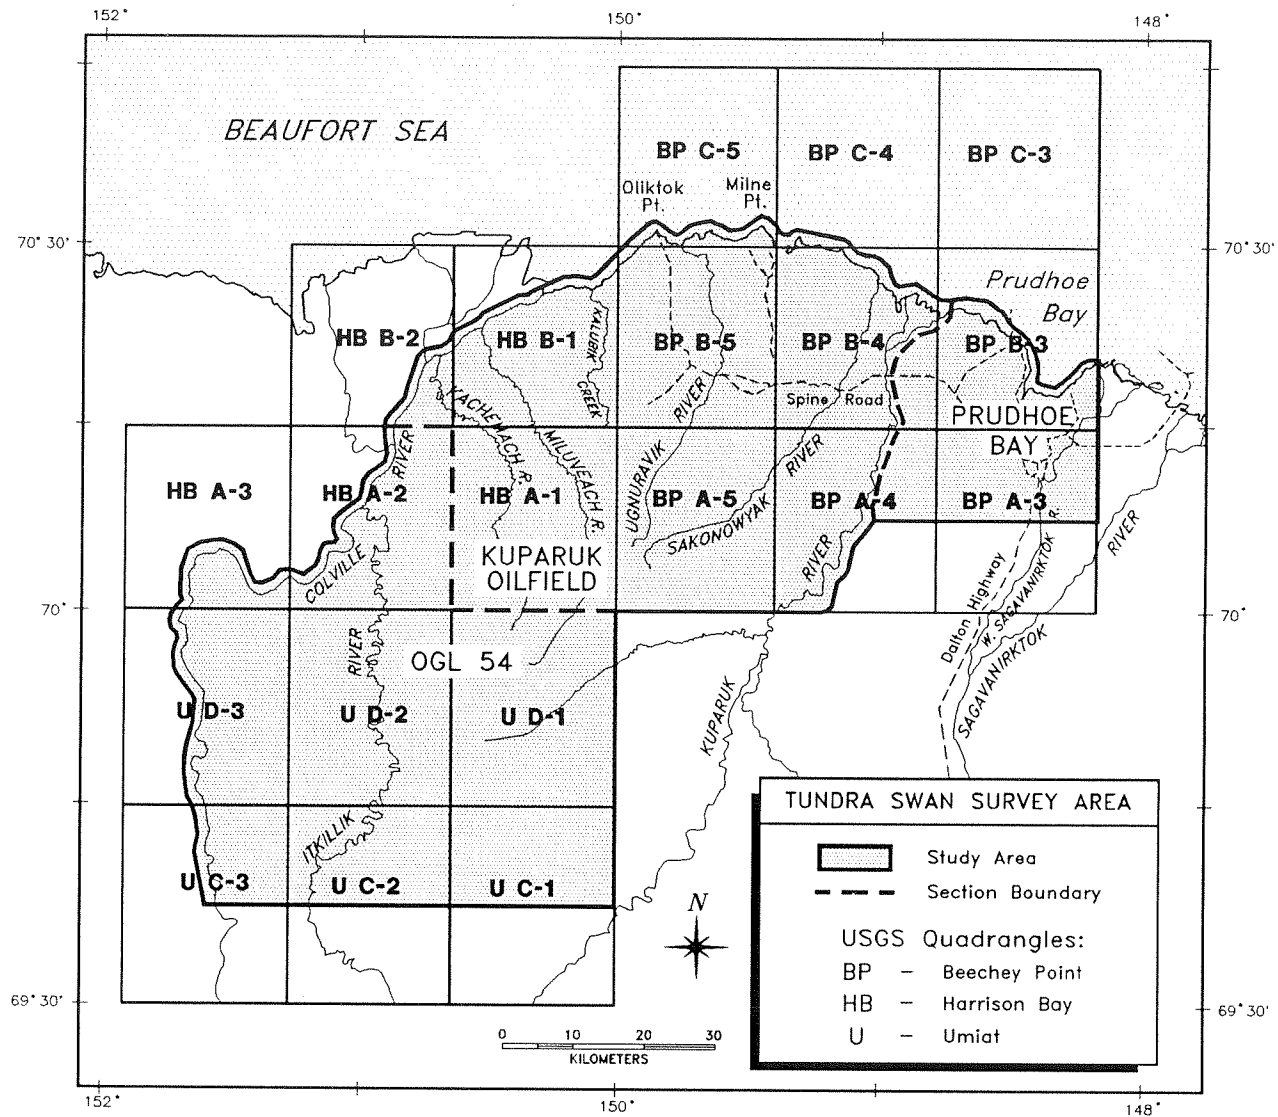 152°
150°
148°
BEAUFORT SEA
BP C-5
BP C-4
BP C-3
Oliktok
Pt.
Milne
Pt.
70° 30'
70° 30'
Prudhoe
Bay
HB B-2
HB B-1
KALUBIK
CREEK
BP B-5
BP B-4
BP B-3
Spine Road
RIVER
KACHEMACH R.
MILUVEACH R.
PRUDHOE
BAY
RIVER
HB A-3
HB A-2
HB A-1
UGNURAVIK
BP A-5
SAKONOWYAK
RIVER
BP A-4
BP A-3
KUPARUK
OILFIELD
COLVILLE
RIVER
Dalton Highway
W. SAGAVANIRKTOK
R.
RIVER
SAGAVANIRKTOK
70°
70°
RIVER
OGL 54
U D-3
U D-2
U D-1
KUPARUK
ITKILLIK
U C-3
U C-2
U C-1
N
TUNDRA SWAN SURVEY AREA
Study Area
Section Boundary
USGS Quadrangles:
BP - Beechey Point
HB - Harrison Bay
U - Umiat
69° 30'
69° 30'
0 10 20 30
KILOMETERS
152°
150°
148°